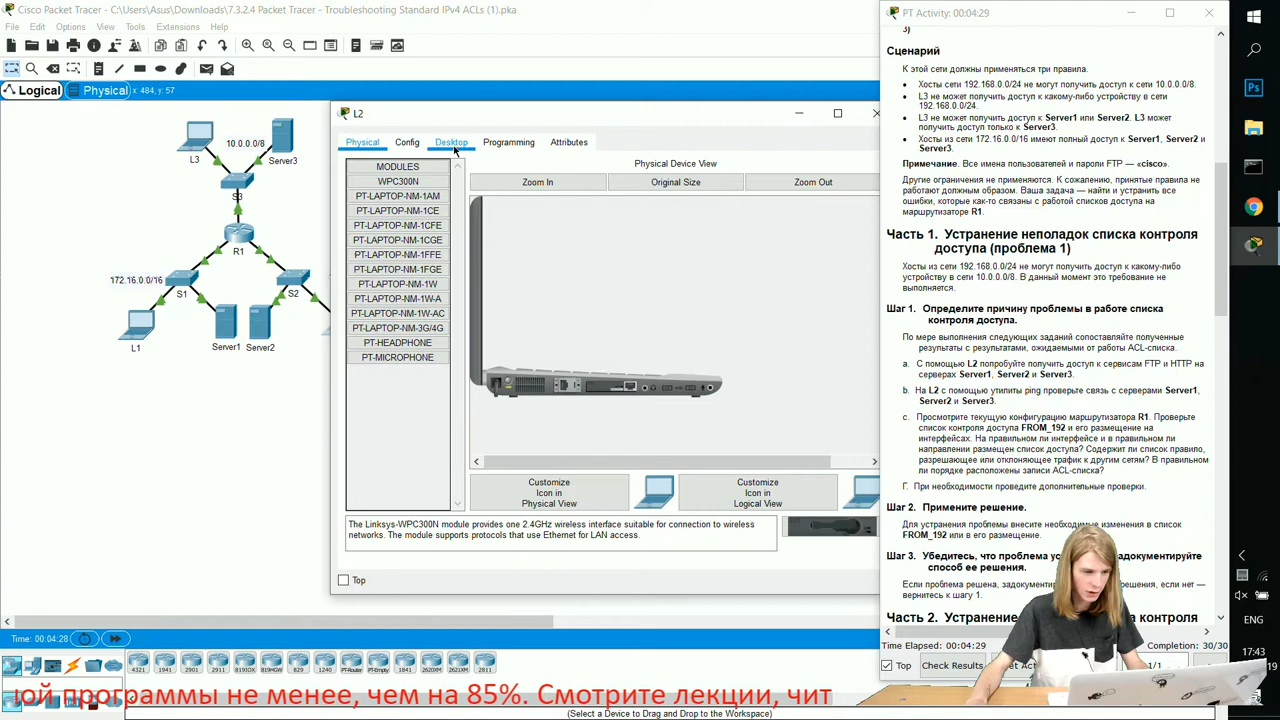 Cisco Packet Tracer - C:\Users\Asus\Downloads\7.3.2.4 Packet Tracer - Troubleshooting Standard IPv4 ACLs (1).pka
File Edit Options View Tools Extensions Help
Logical Physical x: 484, y: 57
L3
10.0.0.0/8
Server3
S3
R1
172.16.0.0/16
S1
S2
L1
Server1
Server2
L2
Physical Config Desktop Programming Attributes
MODULES
WPC300N
PT-LAPTOP-NM-1AM
PT-LAPTOP-NM-1CE
PT-LAPTOP-NM-1CFE
PT-LAPTOP-NM-1CGE
PT-LAPTOP-NM-1FFE
PT-LAPTOP-NM-1FGE
PT-LAPTOP-NM-1W
PT-LAPTOP-NM-1W-A
PT-LAPTOP-NM-1W-AC
PT-LAPTOP-NM-3G/4G
PT-HEADPHONE
PT-MICROPHONE
Physical Device View
Zoom In Original Size Zoom Out
Customize
Icon in
Physical View
Customize
Icon in
Logical View
The Linksys-WPC300N module provides one 2.4GHz wireless interface suitable for connection to wireless
networks. The module supports protocols that use Ethernet for LAN access.
Top
Time: 00:04:28
4321 1941 2901 2911 819IOX 819HGW 829 1240 PT-Router PT-Empty 1841 2620XM 2621XM 2811
ой программы не менее, чем на 85%. Смотрите лекции, чит
(Select a Device to Drag and Drop to the Workspace)
PT Activity: 00:04:29
3)
Сценарий
К этой сети должны применяться три правила.
• Хосты сети 192.168.0.0/24 не могут получить доступ к сети 10.0.0.0/8.
• L3 не может получить доступ к какому-либо устройству в сети
192.168.0.0/24.
• L3 не может получить доступ к Server1 или Server2. L3 может
получить доступ только к Server3.
• Хосты из сети 172.16.0.0/16 имеют полный доступ к Server1, Server2 и
Server3.
Примечание. Все имена пользователей и пароли FTP — «cisco».
Другие ограничения не применяются. К сожалению, принятые правила не
работают должным образом. Ваша задача — найти и устранить все
ошибки, которые как-то связаны с работой списков доступа на
маршрутизаторе R1.
Часть 1. Устранение неполадок списка контроля
доступа (проблема 1)
Хосты из сети 192.168.0.0/24 не могут получить доступ к какому-либо
устройству в сети 10.0.0.0/8. В данный момент это требование не
выполняется.
Шаг 1. Определите причину проблемы в работе списка
контроля доступа.
По мере выполнения следующих заданий сопоставляйте полученные
результаты с результатами, ожидаемыми от работы ACL-списка.
a. С помощью L2 попробуйте получить доступ к сервисам FTP и HTTP на
серверах Server1, Server2 и Server3.
b. На L2 с помощью утилиты ping проверьте связь с серверами Server1,
Server2 и Server3.
c. Просмотрите текущую конфигурацию маршрутизатора R1. Проверьте
список контроля доступа FROM_192 и его размещение на
интерфейсах. На правильном ли интерфейсе и в правильном ли
направлении размещен список доступа? Содержит ли список правило,
разрешающее или отклоняющее трафик к другим сетям? В правильном
ли порядке расположены записи ACL-списка?
Г. При необходимости проведите дополнительные проверки.
Шаг 2. Примените решение.
Для устранения проблемы внесите необходимые изменения в список
FROM_192 или в его размещение.
Шаг 3. Убедитесь, что проблема
способ ее решения.
Если проблема решена,
вернитесь к шагу 1.
Часть 2. Устранение
Time Elapsed: 00:04:29 Completion: 30/30
Top Check Results 1/1
ENG
17:43